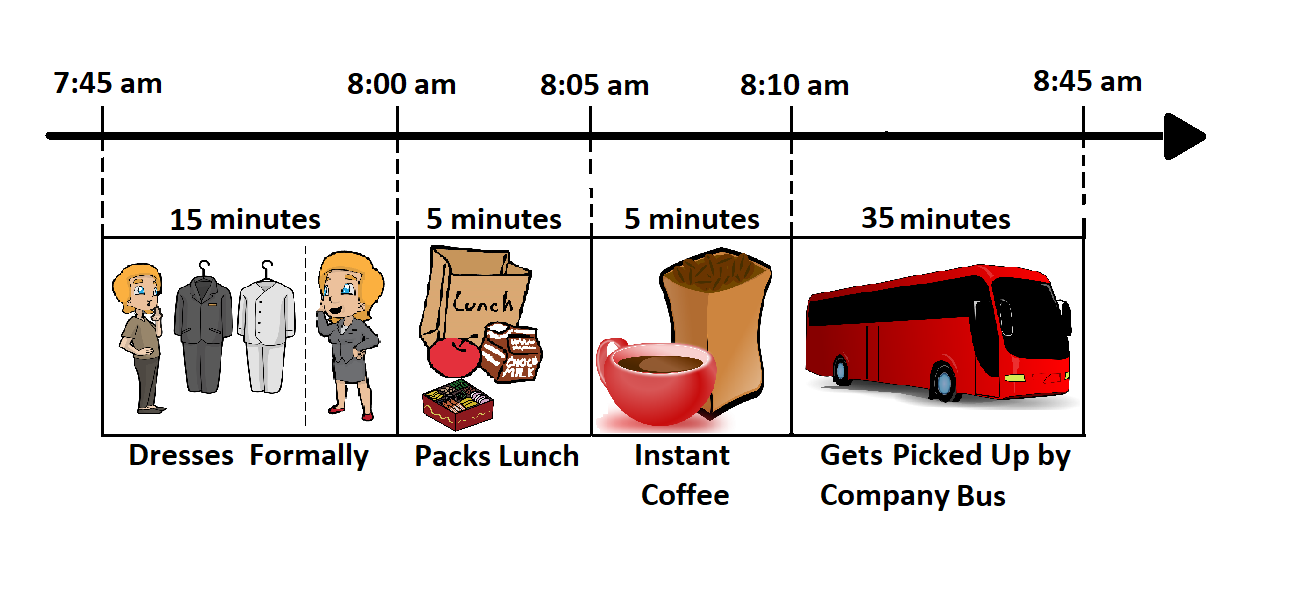 7:45 am 8:00 am 8:05 am 8:10 am 8:45 am
15 minutes 5 minutes 5 minutes 35 minutes
Lunch
CHOCO
MILK
Dresses Formally Packs Lunch Instant Gets Picked Up by
Coffee Company Bus